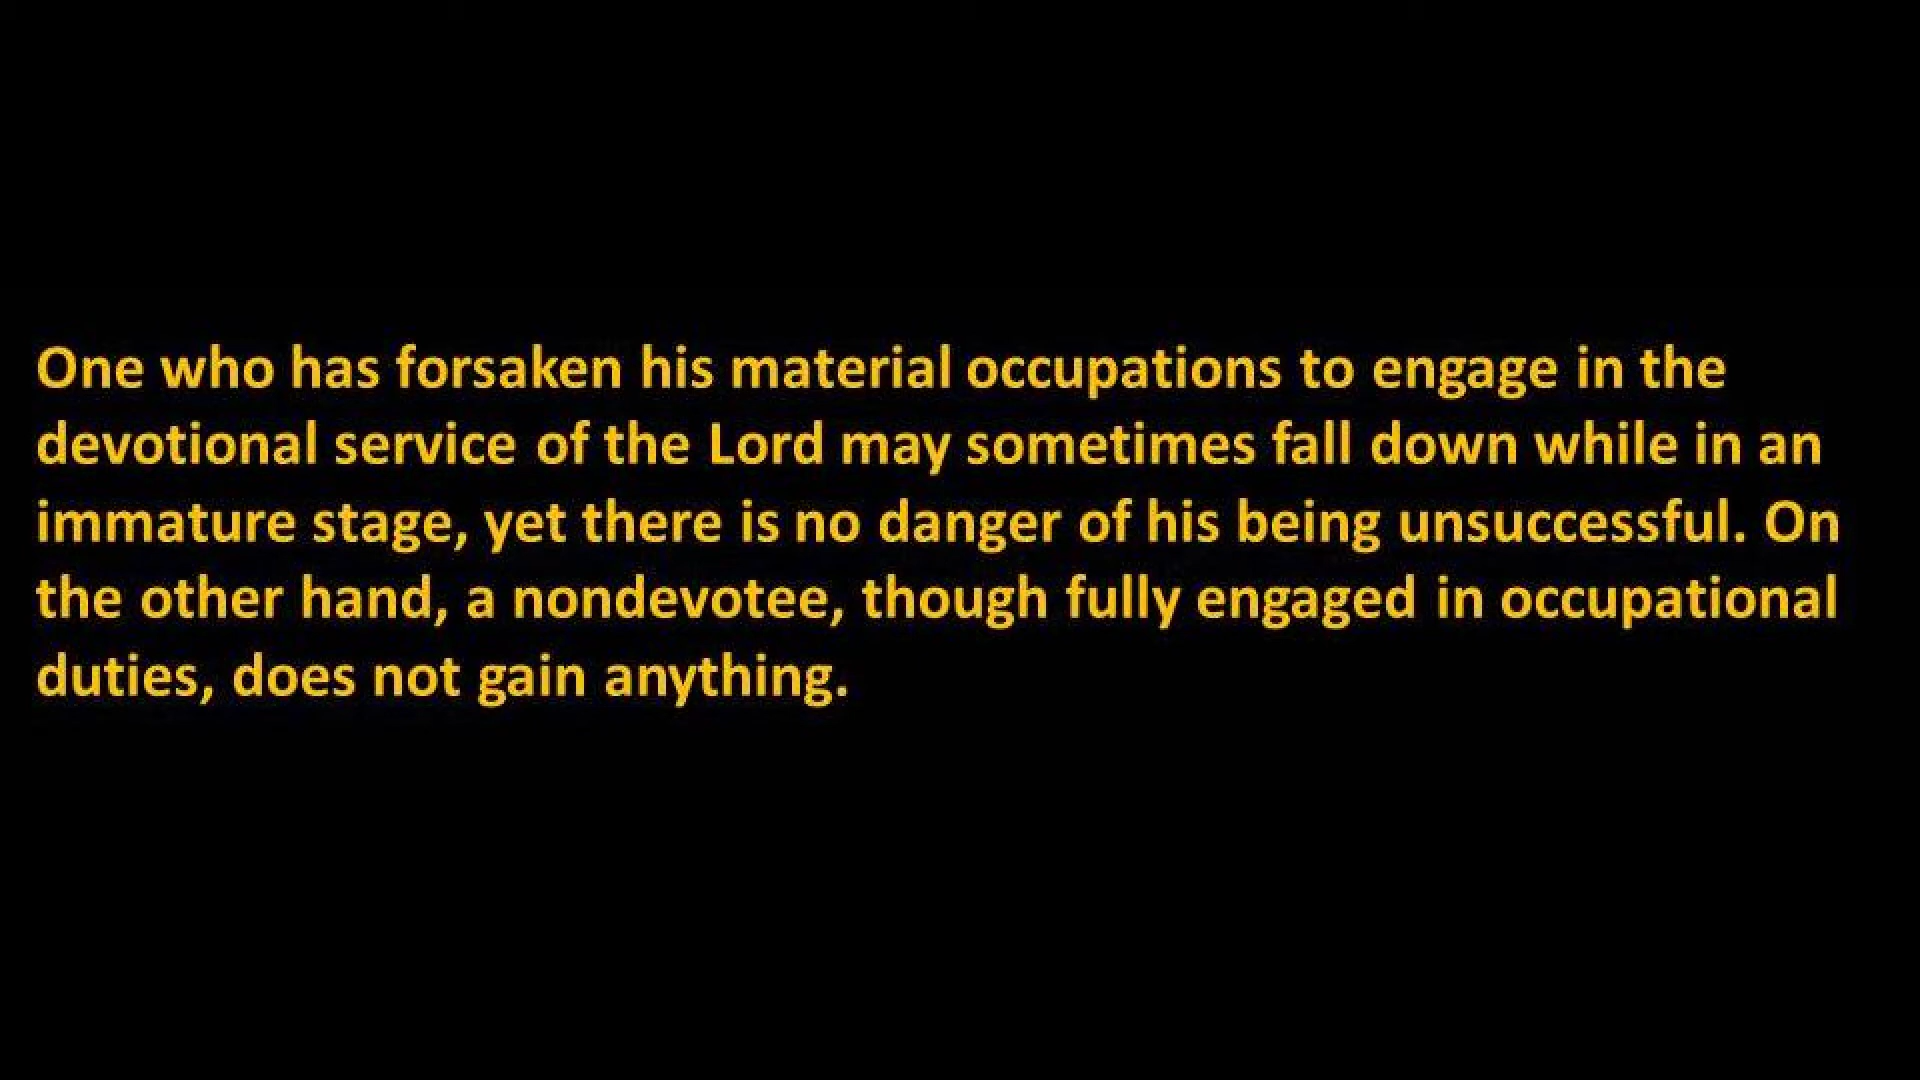 One who has forsaken his material occupations to engage in the
devotional service of the Lord may sometimes fall down while in an
immature stage, yet there is no danger of his being unsuccessful. On
the other hand, a nondevotee, though fully engaged in occupational
duties, does not gain anything.